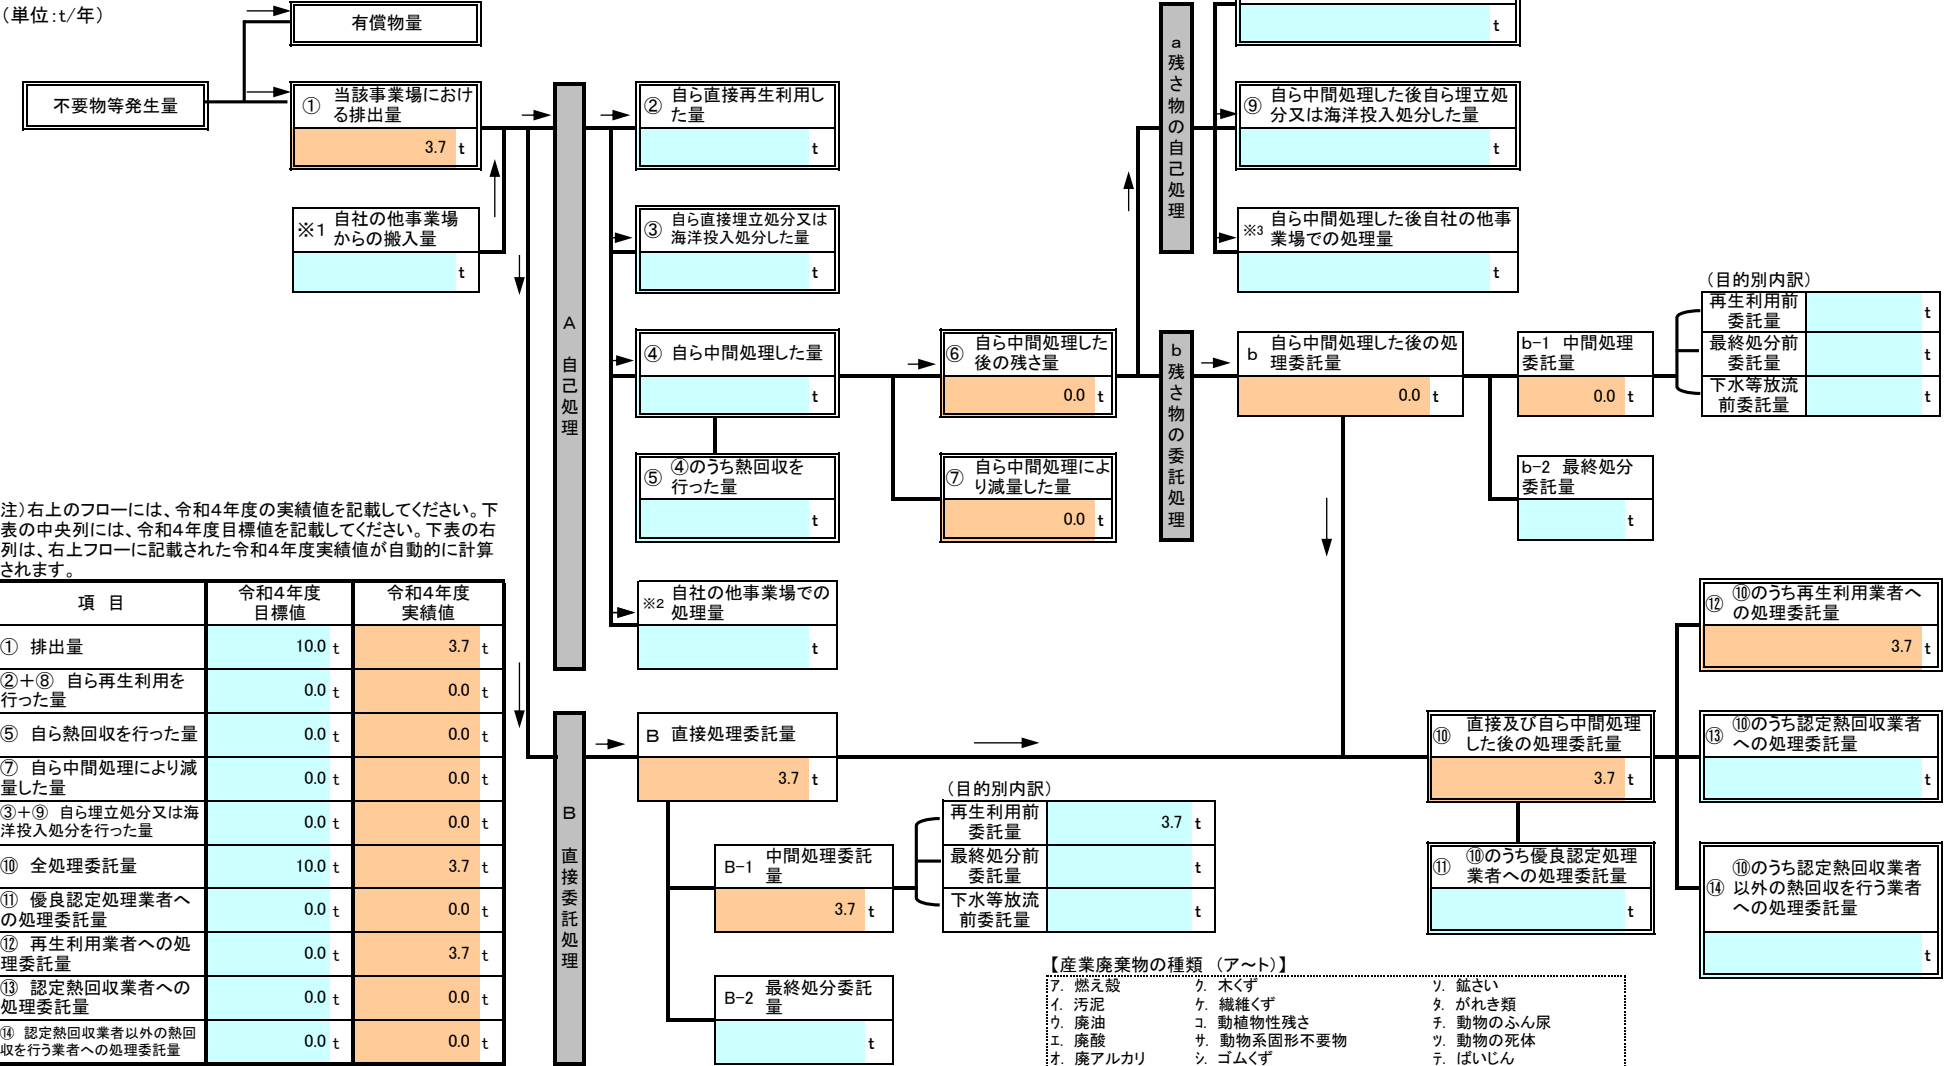 (単位:t/年)
有償物量
不要物等発生量
① 当該事業場におけ
る排出量
3.7 t
※1 自社の他事業場
からの搬入量
t
A 自己処理
② 自ら直接再生利用し
た量
t
③ 自ら直接埋立処分又は
海洋投入処分した量
t
④ 自ら中間処理した量
t
⑤ ④のうち熱回収を
行った量
t
※2 自社の他事業場での
処理量
t
⑥ 自ら中間処理した
後の残さ量
0.0 t
⑦ 自ら中間処理によ
り減量した量
0.0 t
a 残さ物の自己処理
t
⑨ 自ら中間処理した後自ら埋立処
分又は海洋投入処分した量
t
※3 自ら中間処理した後自社の他事
業場での処理量
t
b 残さ物の委託処理
b 自ら中間処理した後の処
理委託量
0.0 t
b-1 中間処理
委託量
0.0 t
b-2 最終処分
委託量
t
(目的別内訳)
再生利用前
委託量
t
最終処分前
委託量
t
下水等放流
前委託量
t
注)右上のフローには、令和4年度の実績値を記載してください。下
表の中央列には、令和4年度目標値を記載してください。下表の右
列は、右上フローに記載された令和4年度実績値が自動的に計算
されます。
項 目 令和4年度 目標値 令和4年度 実績値
① 排出量 10.0 t 3.7 t
②+⑧ 自ら再生利用を
行った量 0.0 t 0.0 t
⑤ 自ら熱回収を行った量 0.0 t 0.0 t
⑦ 自ら中間処理により減
量した量 0.0 t 0.0 t
③+⑨ 自ら埋立処分又は海
洋投入処分を行った量 0.0 t 0.0 t
⑩ 全処理委託量 10.0 t 3.7 t
⑪ 優良認定処理業者へ
の処理委託量 0.0 t 0.0 t
⑫ 再生利用業者への処
理委託量 0.0 t 3.7 t
⑬ 認定熱回収業者への
処理委託量 0.0 t 0.0 t
⑭ 認定熱回収業者以外の熱回
収を行う業者への処理委託量 0.0 t 0.0 t
B 直接委託処理
B 直接処理委託量
3.7 t
B-1 中間処理委託
量
3.7 t
B-2 最終処分委託
量
t
(目的別内訳)
再生利用前
委託量
3.7 t
最終処分前
委託量
t
下水等放流
前委託量
t
⑩ 直接及び自ら中間処理
した後の処理委託量
3.7 t
⑪ ⑩のうち優良認定処理
業者への処理委託量
t
⑫ ⑩のうち再生利用業者へ
の処理委託量
3.7 t
⑬ ⑩のうち認定熱回収業者
への処理委託量
t
⑭ ⑩のうち認定熱回収業者
以外の熱回収を行う業者
への処理委託量
t
【産業廃棄物の種類 (ア~ト)】
ア. 燃え殻 ク. 木くず ソ. 鉱さい
イ. 汚泥 ケ. 繊維くず タ. がれき類
ウ. 廃油 コ. 動植物性残さ チ. 動物のふん尿
エ. 廃酸 サ. 動物系固形不要物 ツ. 動物の死体
オ. 廃アルカリ シ. ゴムくず テ. ばいじん